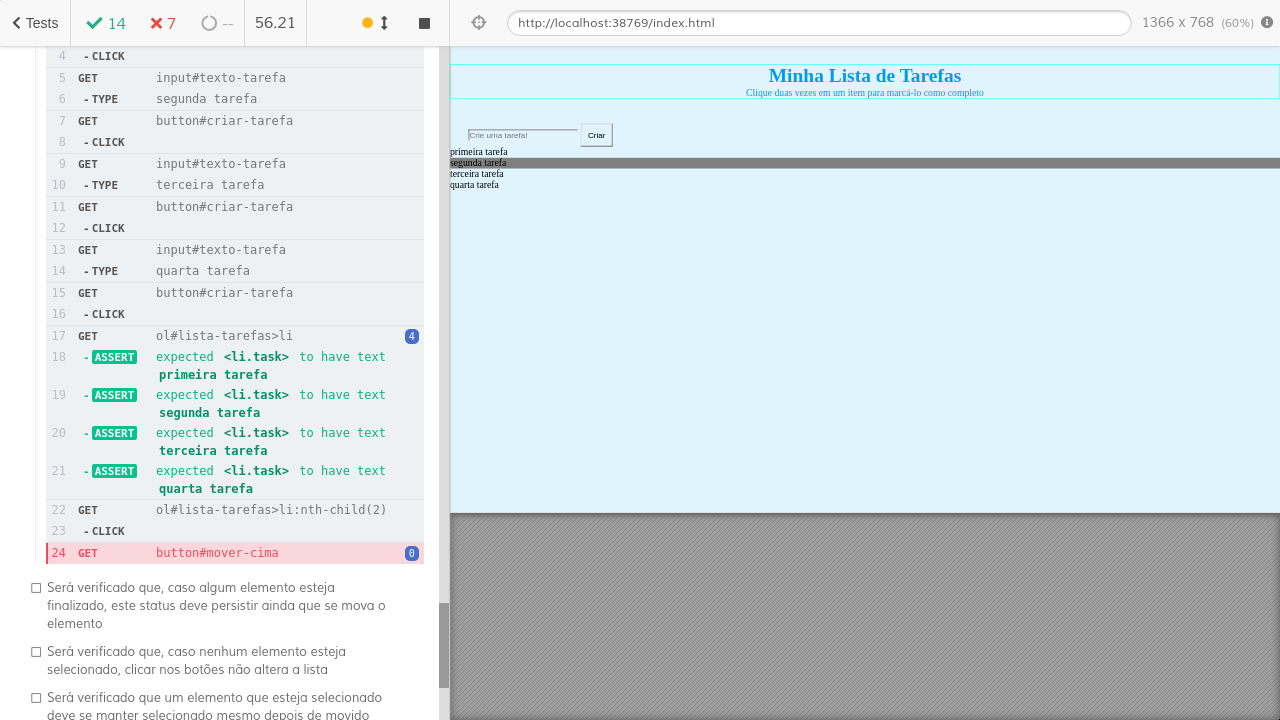 Tests 14 7 -- 56.21
http://localhost:38769/index.html 1366 x 768 (60%)
4 -CLICK
5 GET input#texto-tarefa
6 -TYPE segunda tarefa
7 GET button#criar-tarefa
8 -CLICK
9 GET input#texto-tarefa
10 -TYPE terceira tarefa
11 GET button#criar-tarefa
12 -CLICK
13 GET input#texto-tarefa
14 -TYPE quarta tarefa
15 GET button#criar-tarefa
16 -CLICK
17 GET ol#lista-tarefas>li 4
18 -ASSERT expected <li.task> to have text
primeira tarefa
19 -ASSERT expected <li.task> to have text
segunda tarefa
20 -ASSERT expected <li.task> to have text
terceira tarefa
21 -ASSERT expected <li.task> to have text
quarta tarefa
22 GET ol#lista-tarefas>li:nth-child(2)
23 -CLICK
24 GET button#mover-cima 0
Será verificado que, caso algum elemento esteja
finalizado, este status deve persistir ainda que se mova o
elemento
Será verificado que, caso nenhum elemento esteja
selecionado, clicar nos botões não altera a lista
Será verificado que um elemento que esteja selecionado
deve se manter selecionado mesmo depois de movido
Minha Lista de Tarefas
Clique duas vezes em um item para marcá-lo como completo
Crie uma tarefa! Criar
primeira tarefa
segunda tarefa
terceira tarefa
quarta tarefa